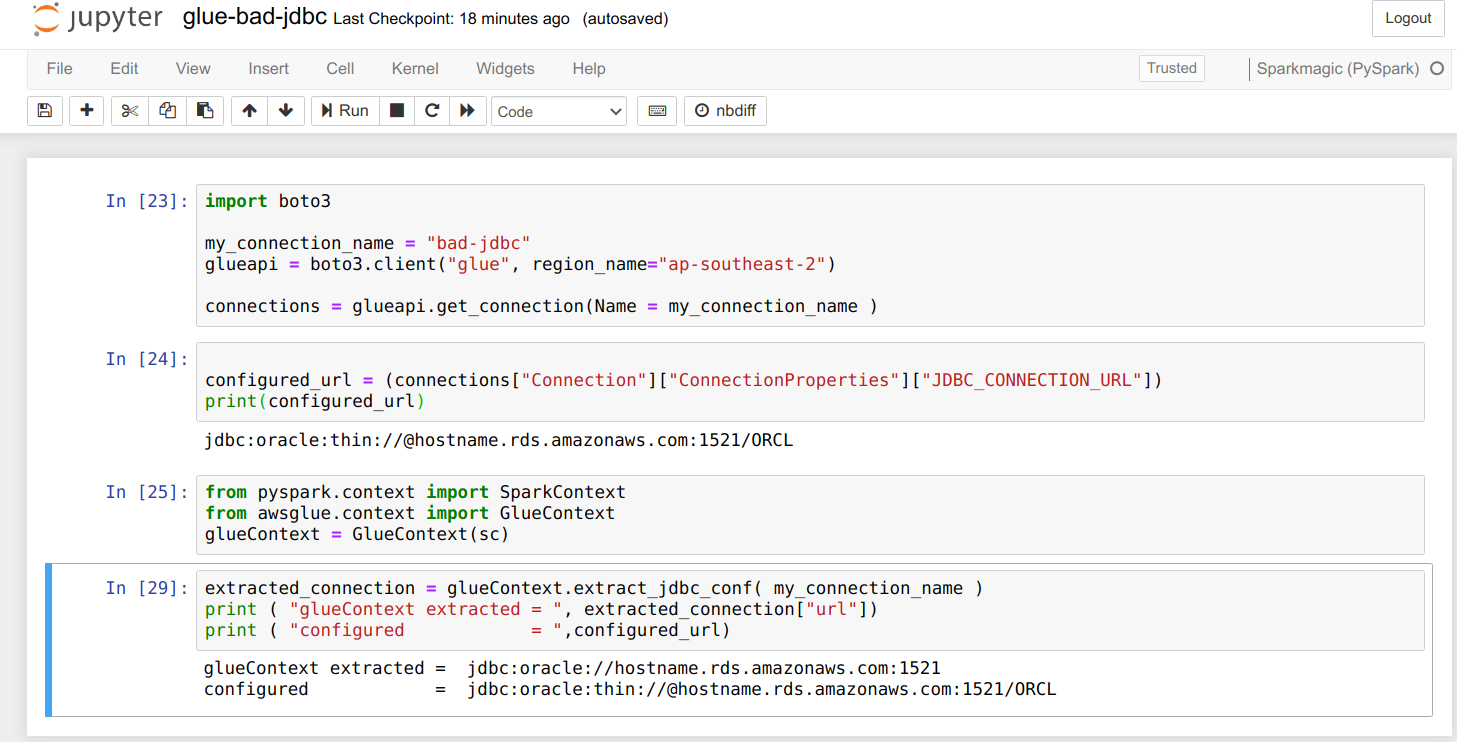 jupyter glue-bad-jdbc Last Checkpoint: 18 minutes ago (autosaved) Logout
File Edit View Insert Cell Kernel Widgets Help Trusted Sparkmagic (PySpark)
Run Code nbdiff
In [23]: import boto3
my_connection_name = "bad-jdbc"
glueapi = boto3.client("glue", region_name="ap-southeast-2")
connections = glueapi.get_connection(Name = my_connection_name )
In [24]:
configured_url = (connections["Connection"]["ConnectionProperties"]["JDBC_CONNECTION_URL"])
print(configured_url)
jdbc:oracle:thin://@hostname.rds.amazonaws.com:1521/ORCL
In [25]: from pyspark.context import SparkContext
from awsglue.context import GlueContext
glueContext = GlueContext(sc)
In [29]: extracted_connection = glueContext.extract_jdbc_conf( my_connection_name )
print ( "glueContext extracted = ", extracted_connection["url"])
print ( "configured            = ",configured_url)
glueContext extracted =  jdbc:oracle://hostname.rds.amazonaws.com:1521
configured            =  jdbc:oracle:thin://@hostname.rds.amazonaws.com:1521/ORCL